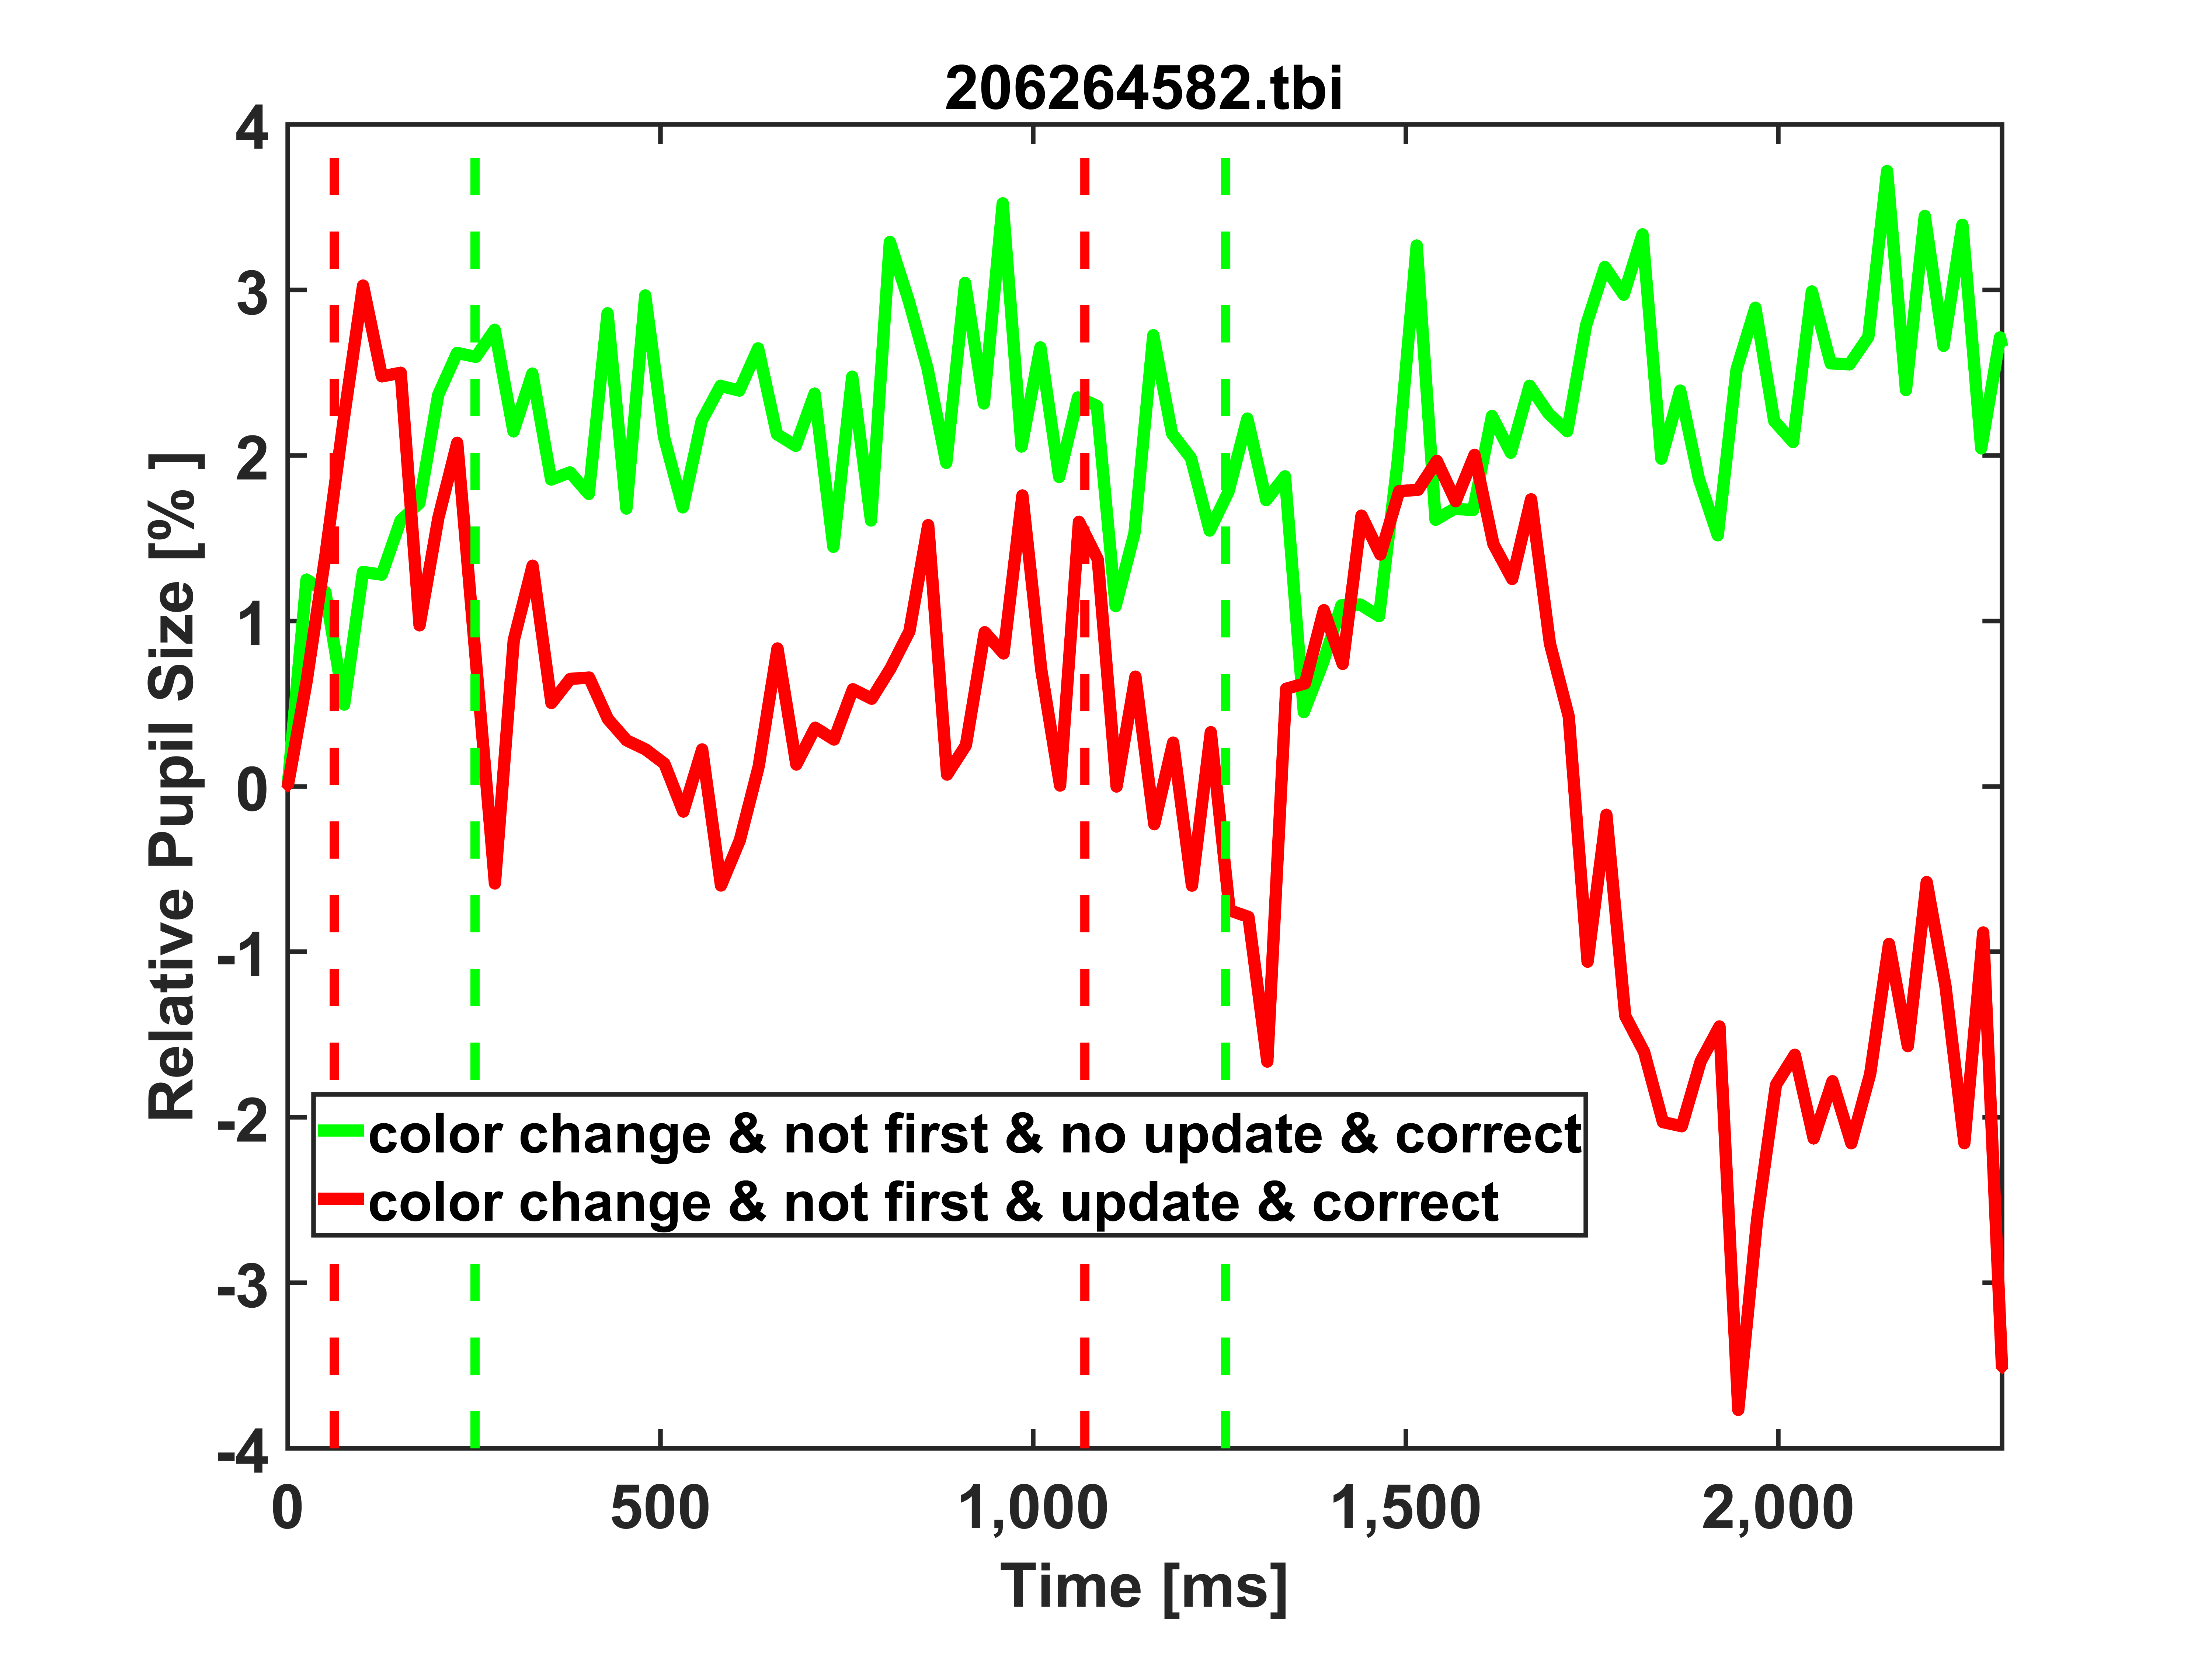 206264582.tbi
4
3
2
1
0
-1
-2
-3
-4
Relative Pupil Size [% ]
color change & not first & no update & correct
color change & not first & update & correct
0 500 1,000 1,500 2,000
Time [ms]